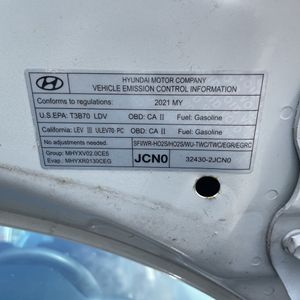 HYUNDAI MOTOR COMPANY
VEHICLE EMISSION CONTROL INFORMATION
Conforms to regulations: 2021 MY
U.S.EPA: T3B70 LDV OBD: CA II Fuel: Gasoline
California: LEV III ULEV70 PC OBD: CA II Fuel: Gasoline
No adjustments needed. SFI/WR-HO2S/HO2S/WU-TWC/TWC/EGR/EGRC
Group: MHYXV02.0CE5 JCN0 32430-2JCN0
Evap: MHYXR0130CEG